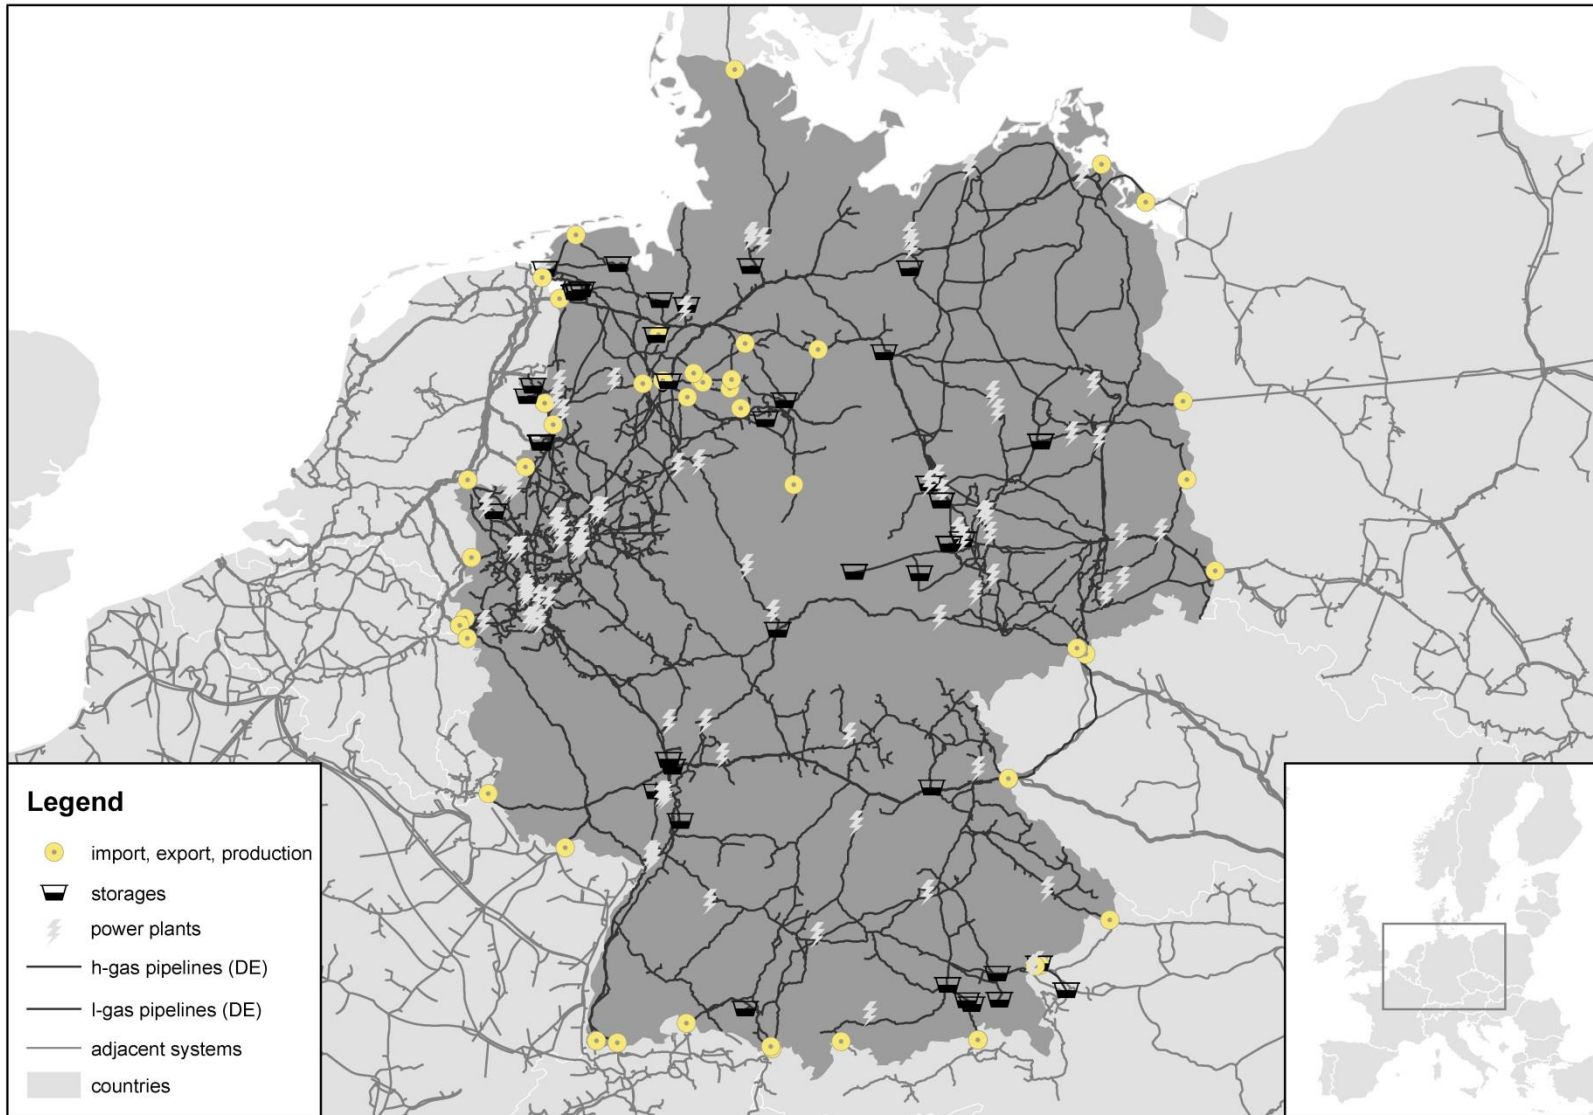 Legend
import, export, production
storages
power plants
h-gas pipelines (DE)
l-gas pipelines (DE)
adjacent systems
countries